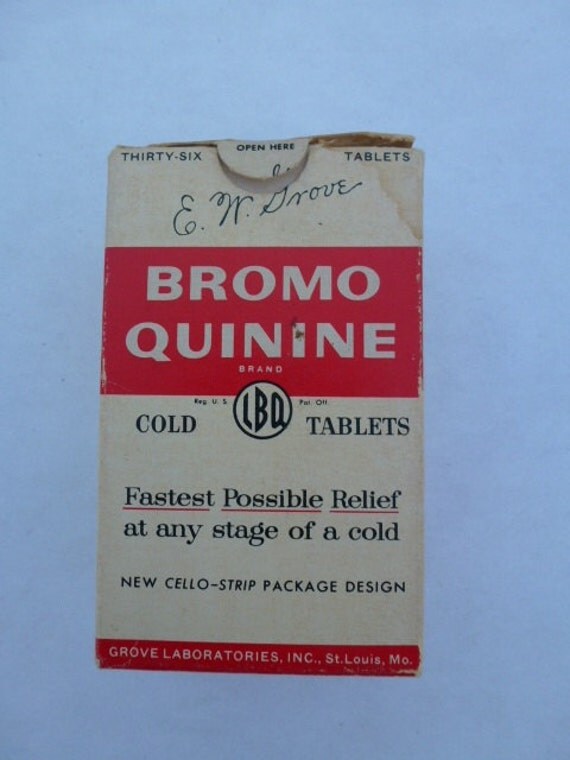 OPEN HERE
THIRTY-SIX TABLETS
E. W. Grove
BROMO
QUININE
BRAND
Reg. U. S. Pat. Off.
LBQ
COLD TABLETS
Fastest Possible Relief
at any stage of a cold
NEW CELLO-STRIP PACKAGE DESIGN
GROVE LABORATORIES, INC., St. Louis, Mo.